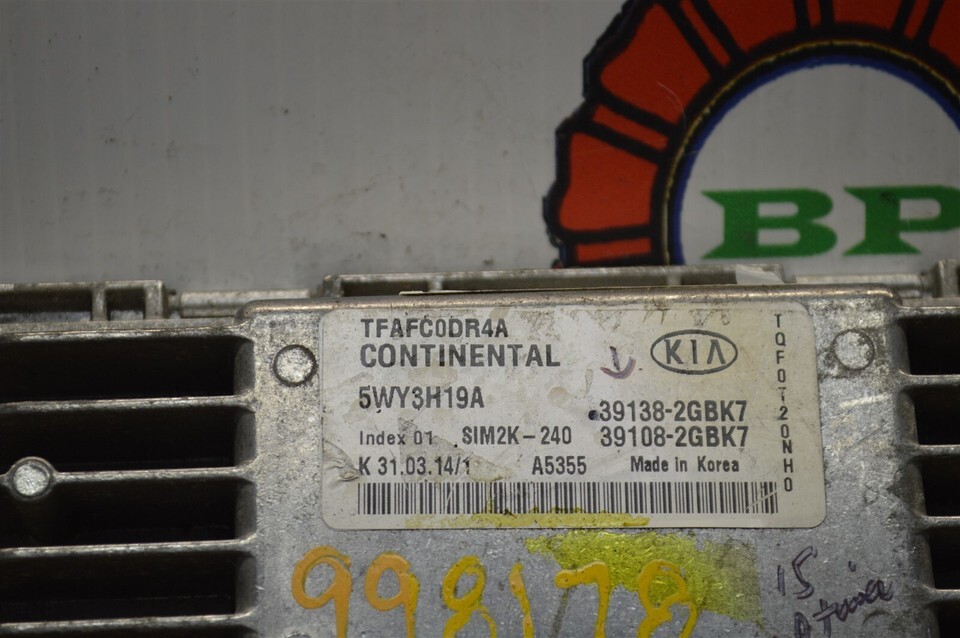 BP
TFAFC0DR4A
CONTINENTAL
KIA
5WY3H19A
39138-2GBK7
Index 01 SIM2K-240 39108-2GBK7
K 31.03.14/1 A5355 Made in Korea
TQF0T20NH0
998178
15